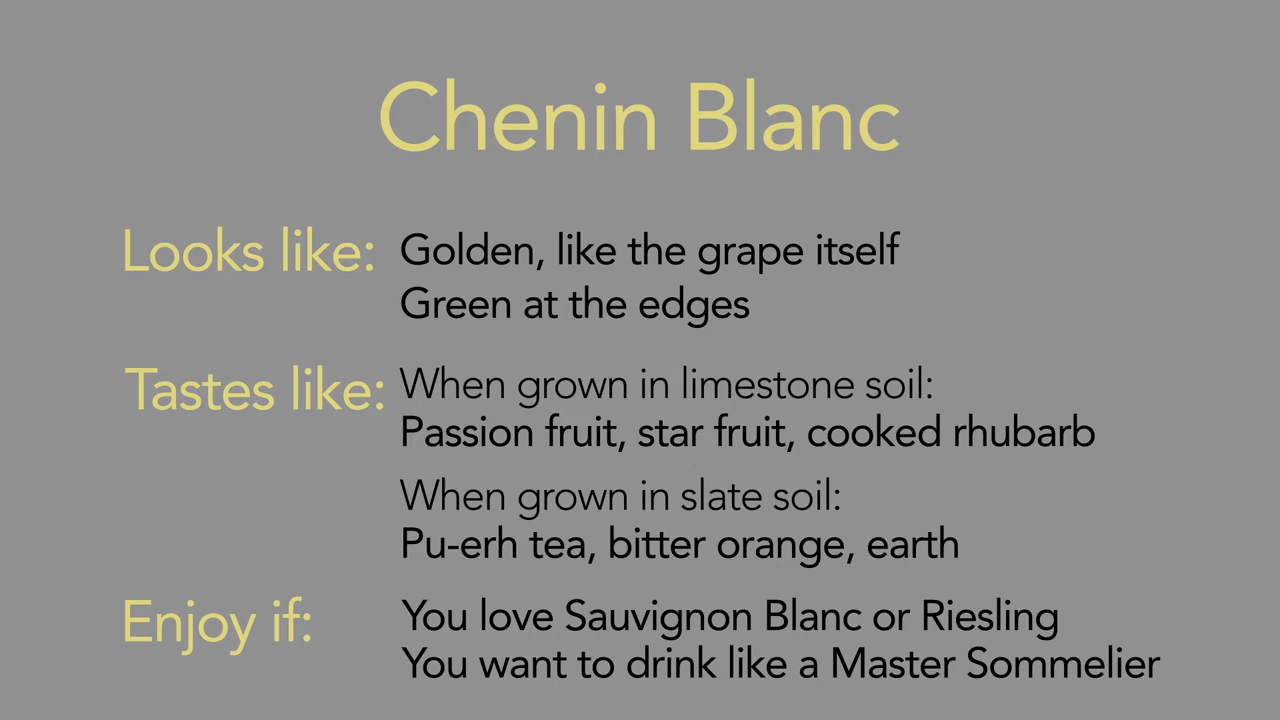 Chenin Blanc
Looks like: Golden, like the grape itself
Green at the edges
Tastes like: When grown in limestone soil:
Passion fruit, star fruit, cooked rhubarb
When grown in slate soil:
Pu-erh tea, bitter orange, earth
Enjoy if: You love Sauvignon Blanc or Riesling
You want to drink like a Master Sommelier